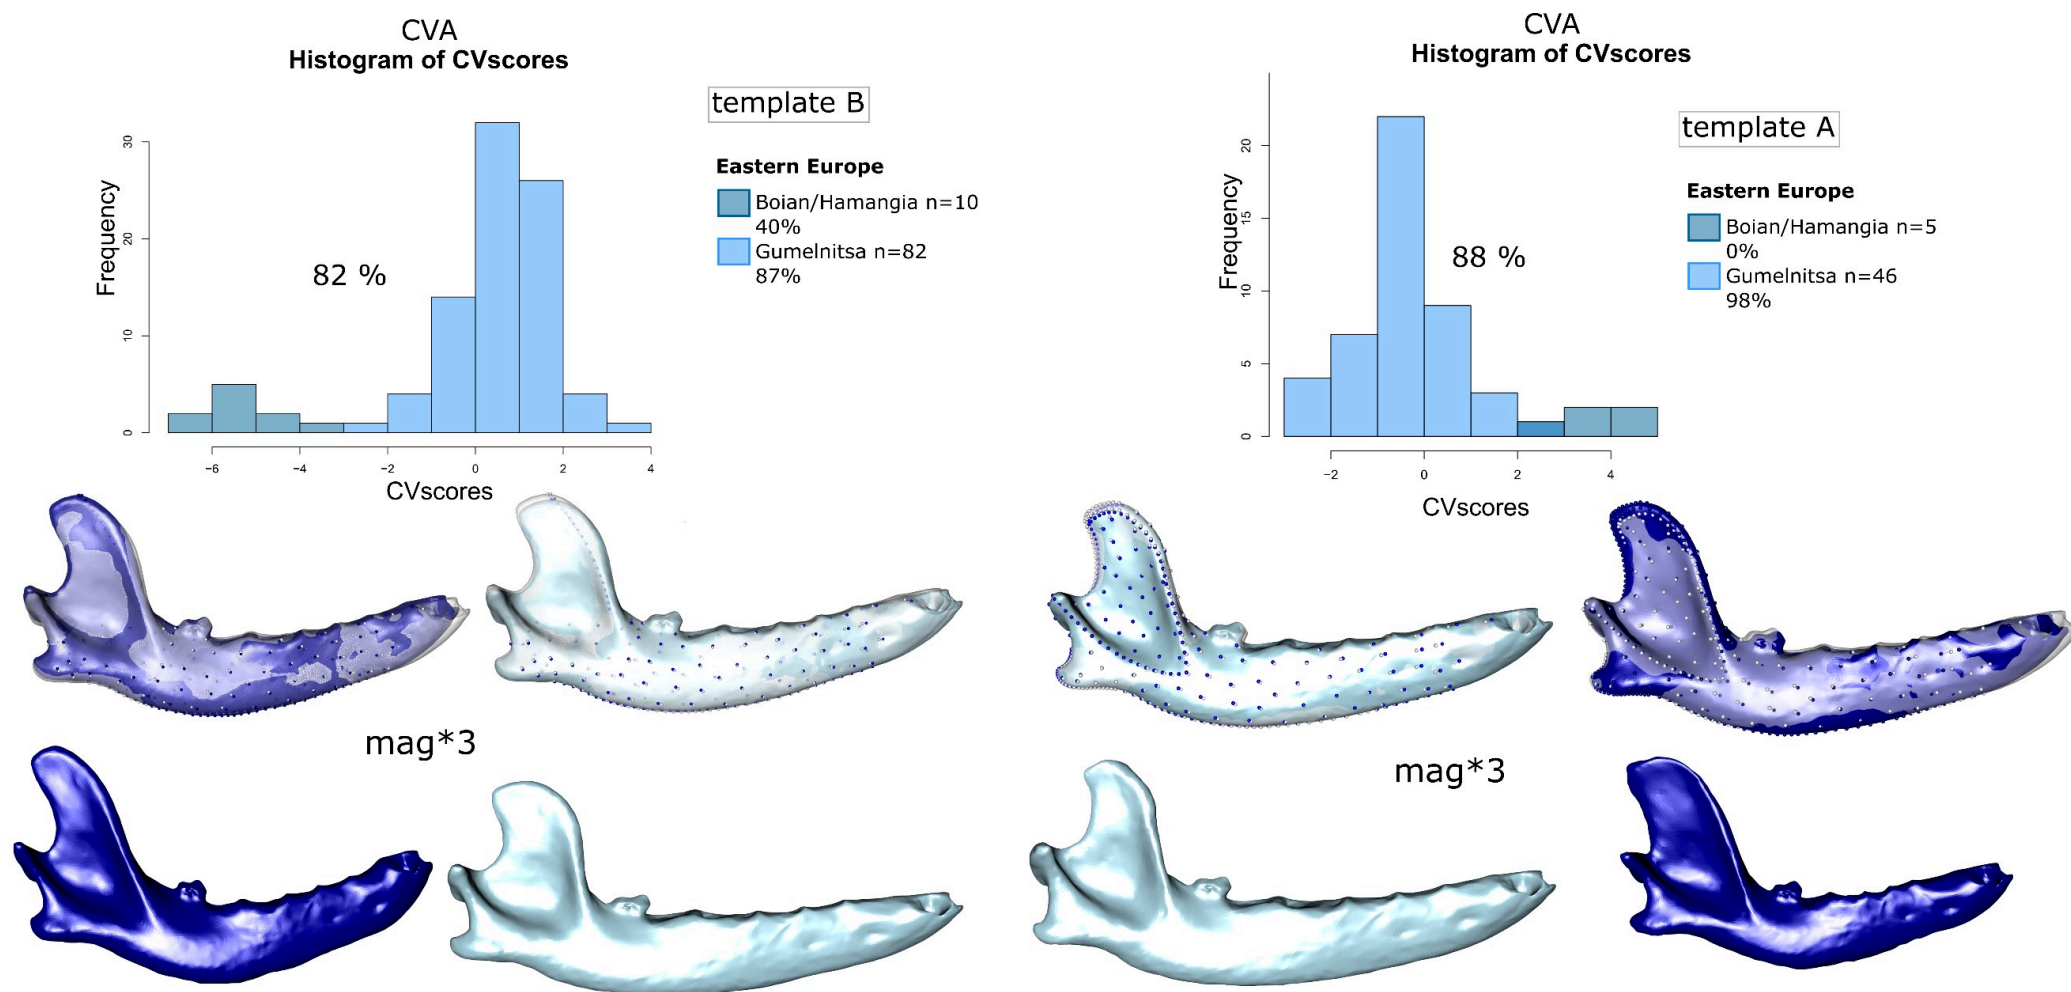 CVA
Histogram of CVscores
template B
Eastern Europe
Boian/Hamangia n=10
40%
Gumelnitsa n=82
87%
82 %
Frequency
30
20
10
0
−6
−4
−2
0
2
4
CVscores
mag*3
CVA
Histogram of CVscores
template A
Eastern Europe
Boian/Hamangia n=5
0%
Gumelnitsa n=46
98%
88 %
Frequency
20
15
10
5
0
−2
0
2
4
CVscores
mag*3